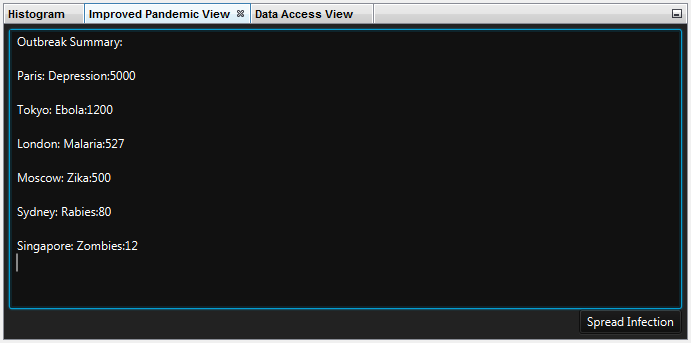 Histogram
Improved Pandemic View
Data Access View
Outbreak Summary:
Paris: Depression:5000
Tokyo: Ebola:1200
London: Malaria:527
Moscow: Zika:500
Sydney: Rabies:80
Singapore: Zombies:12
Spread Infection